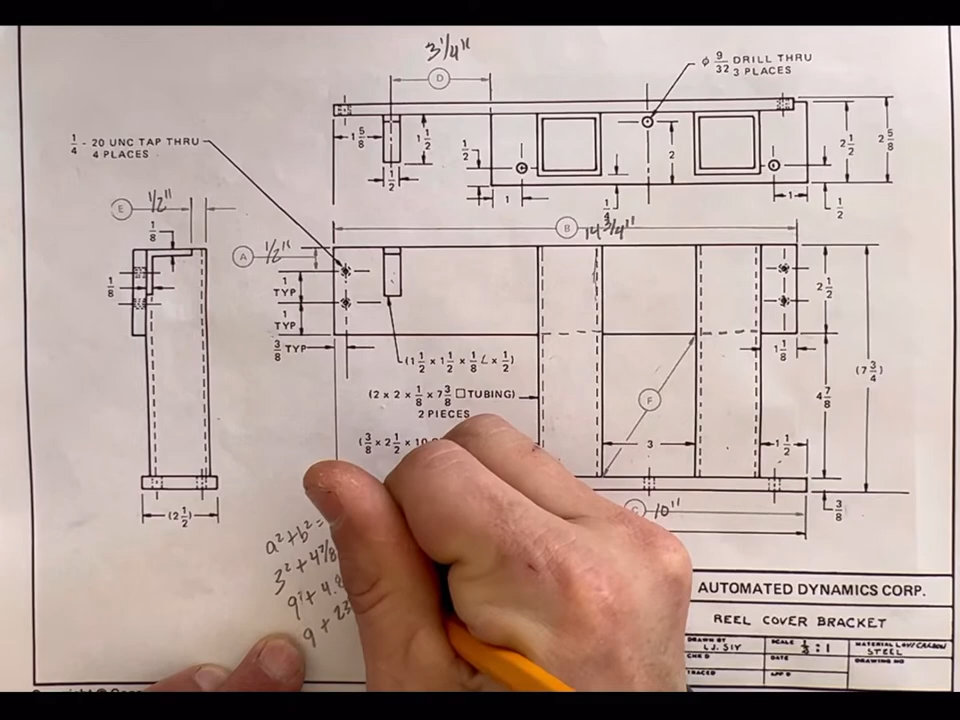 3 1/4"
D
φ 9/32 DRILL THRU
3 PLACES
1 5/8
1 1/2
1/2
1/2
1
2
1/4
2 1/2
2 5/8
1
1/2
1/4 - 20 UNC TAP THRU
4 PLACES
E
1/2"
1/8
1/8
(2 1/2)
A
1/2"
B
14 3/4"
1
TYP
1
TYP
3/8 TYP
(1 1/2 x 1 1/2 x 1/8 ∠ x 1/2)
(2 x 2 x 1/8 x 7 3/8 □ TUBING)
2 PIECES
(3/8 x 2 1/2 x 10
F
3
1 1/2
1 1/8
2 1/2
4 7/8
(7 3/4)
3/8
C
10"
a² + b² =
3² + 4 7/8
9 + 23
AUTOMATED DYNAMICS CORP.
REEL COVER BRACKET
DRAWN BY
L.J. SIY
SCALE
:1
MATERIAL LOW CARBON
STEEL
CHK'D
DATE
DRAWING NO
TRACED
APP'D